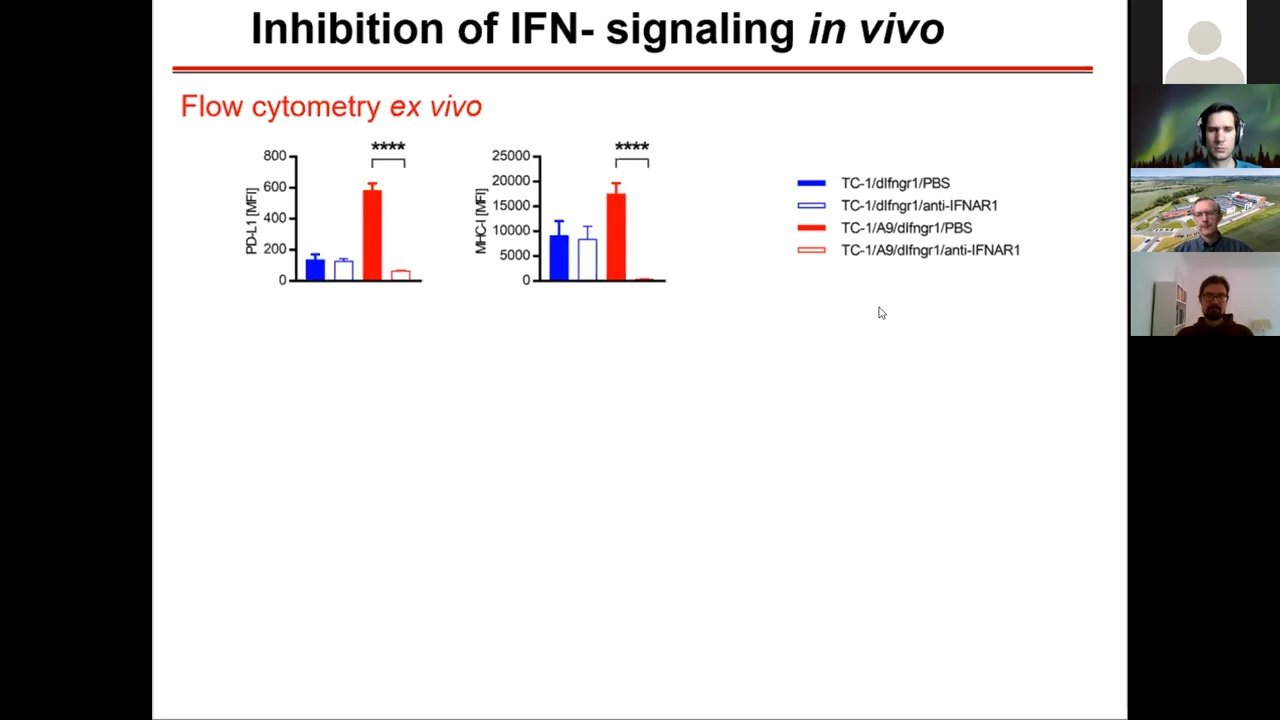 Inhibition of IFN- signaling in vivo
Flow cytometry ex vivo
****
800
600
400
200
0
PD-L1 [MFI]
****
25000
20000
15000
10000
5000
0
MHC-I [MFI]
TC-1/dIfngr1/PBS
TC-1/dIfngr1/anti-IFNAR1
TC-1/A9/dIfngr1/PBS
TC-1/A9/dIfngr1/anti-IFNAR1